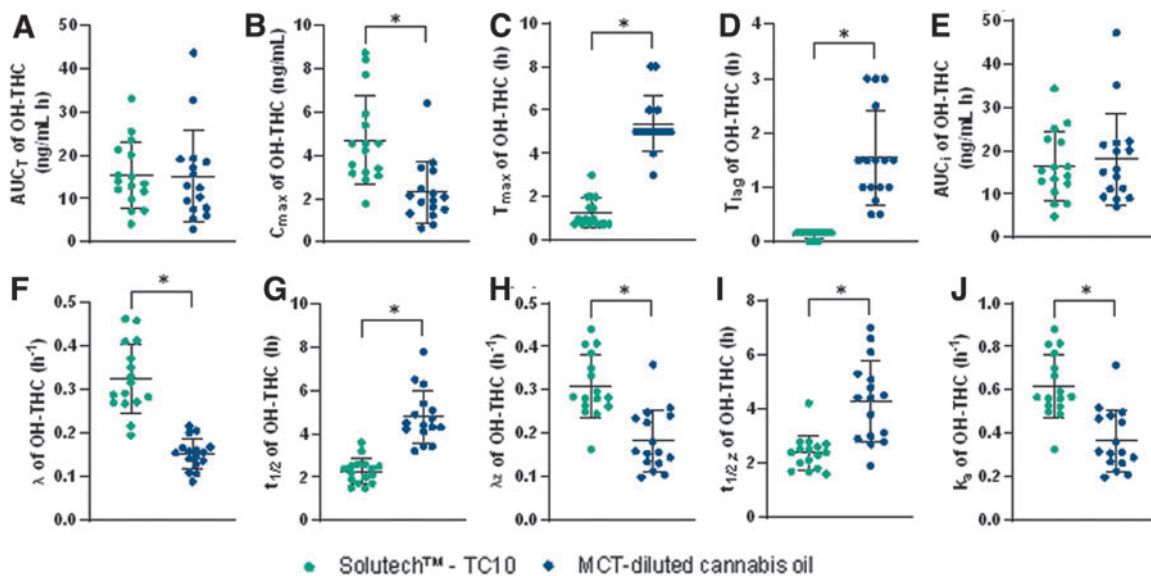 A
AUC_T of OH-THC
(ng/mL h)
50
40
30
20
10
0
B
C_max of OH-THC (ng/mL)
*
10
8
6
4
2
0
C
T_max of OH-THC (h)
*
10
8
6
4
2
0
D
T_lag of OH-THC (h)
*
4
3
2
1
0
E
AUC_i of OH-THC
(ng/mL h)
50
40
30
20
10
0
F
λ of OH-THC (h⁻¹)
*
0.5
0.4
0.3
0.2
0.1
0.0
G
t_1/2 of OH-THC (h)
*
10
8
6
4
2
0
H
λ_z of OH-THC (h⁻¹)
*
0.5
0.4
0.3
0.2
0.1
0.0
I
t_1/2 z of OH-THC (h)
*
8
6
4
2
0
J
k_a of OH-THC (h⁻¹)
*
1.0
0.8
0.6
0.4
0.2
0.0
Solutech™ - TC10 MCT-diluted cannabis oil